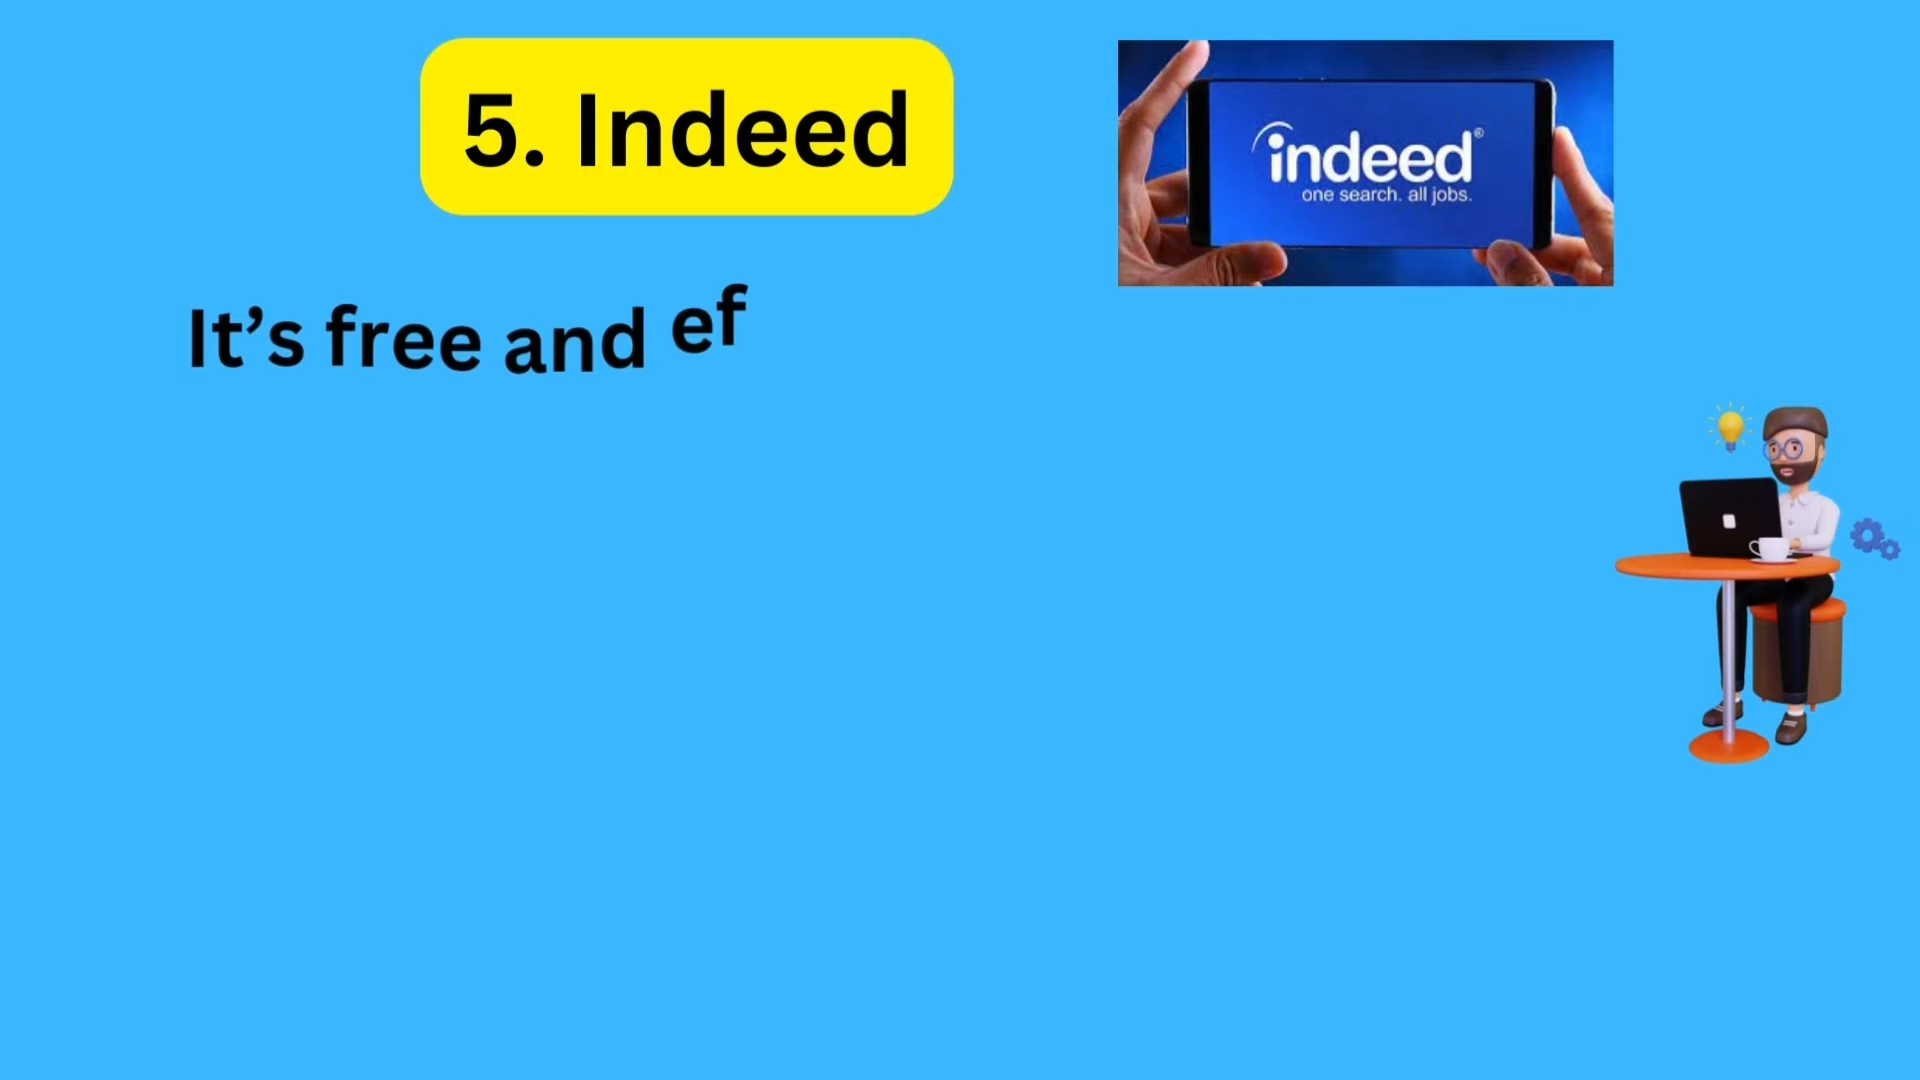 5. Indeed
indeed®
one search. all jobs.
It’s free and ef